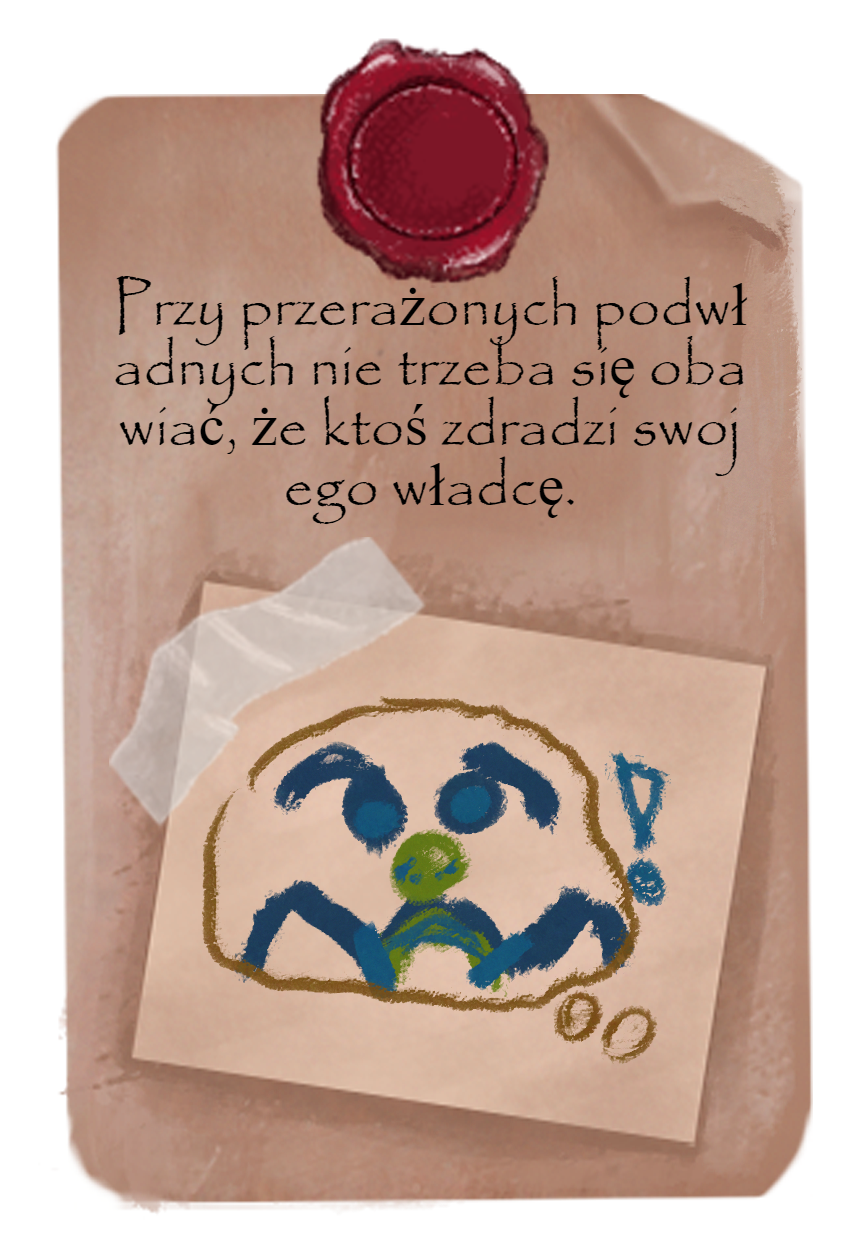 Przy przerażonych podwł
adnych nie trzeba się oba
wiać, że ktoś zdradzi swoj
ego władcę.